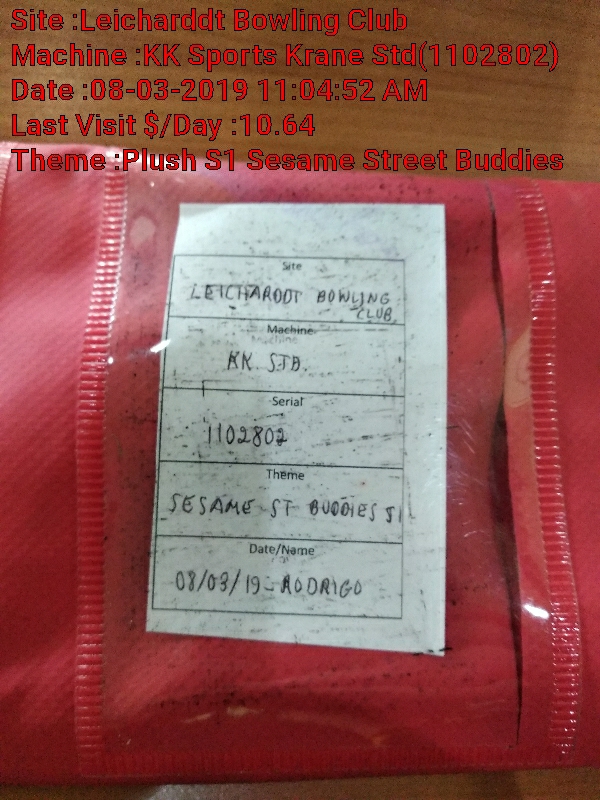 Site :Leicharddt Bowling Club
Machine :KK Sports Krane Std(1102802)
Date :08-03-2019 11:04:52 AM
Last Visit $/Day :10.64
Theme :Plush S1 Sesame Street Buddies
Site
LEICHARDDT BOWLING
CLUB,
Machine
Machine
KK STD.
Serial
1102802
Theme
SESAME ST BUDDIES S1
Date/Name
08/03/19 - RODRIGO